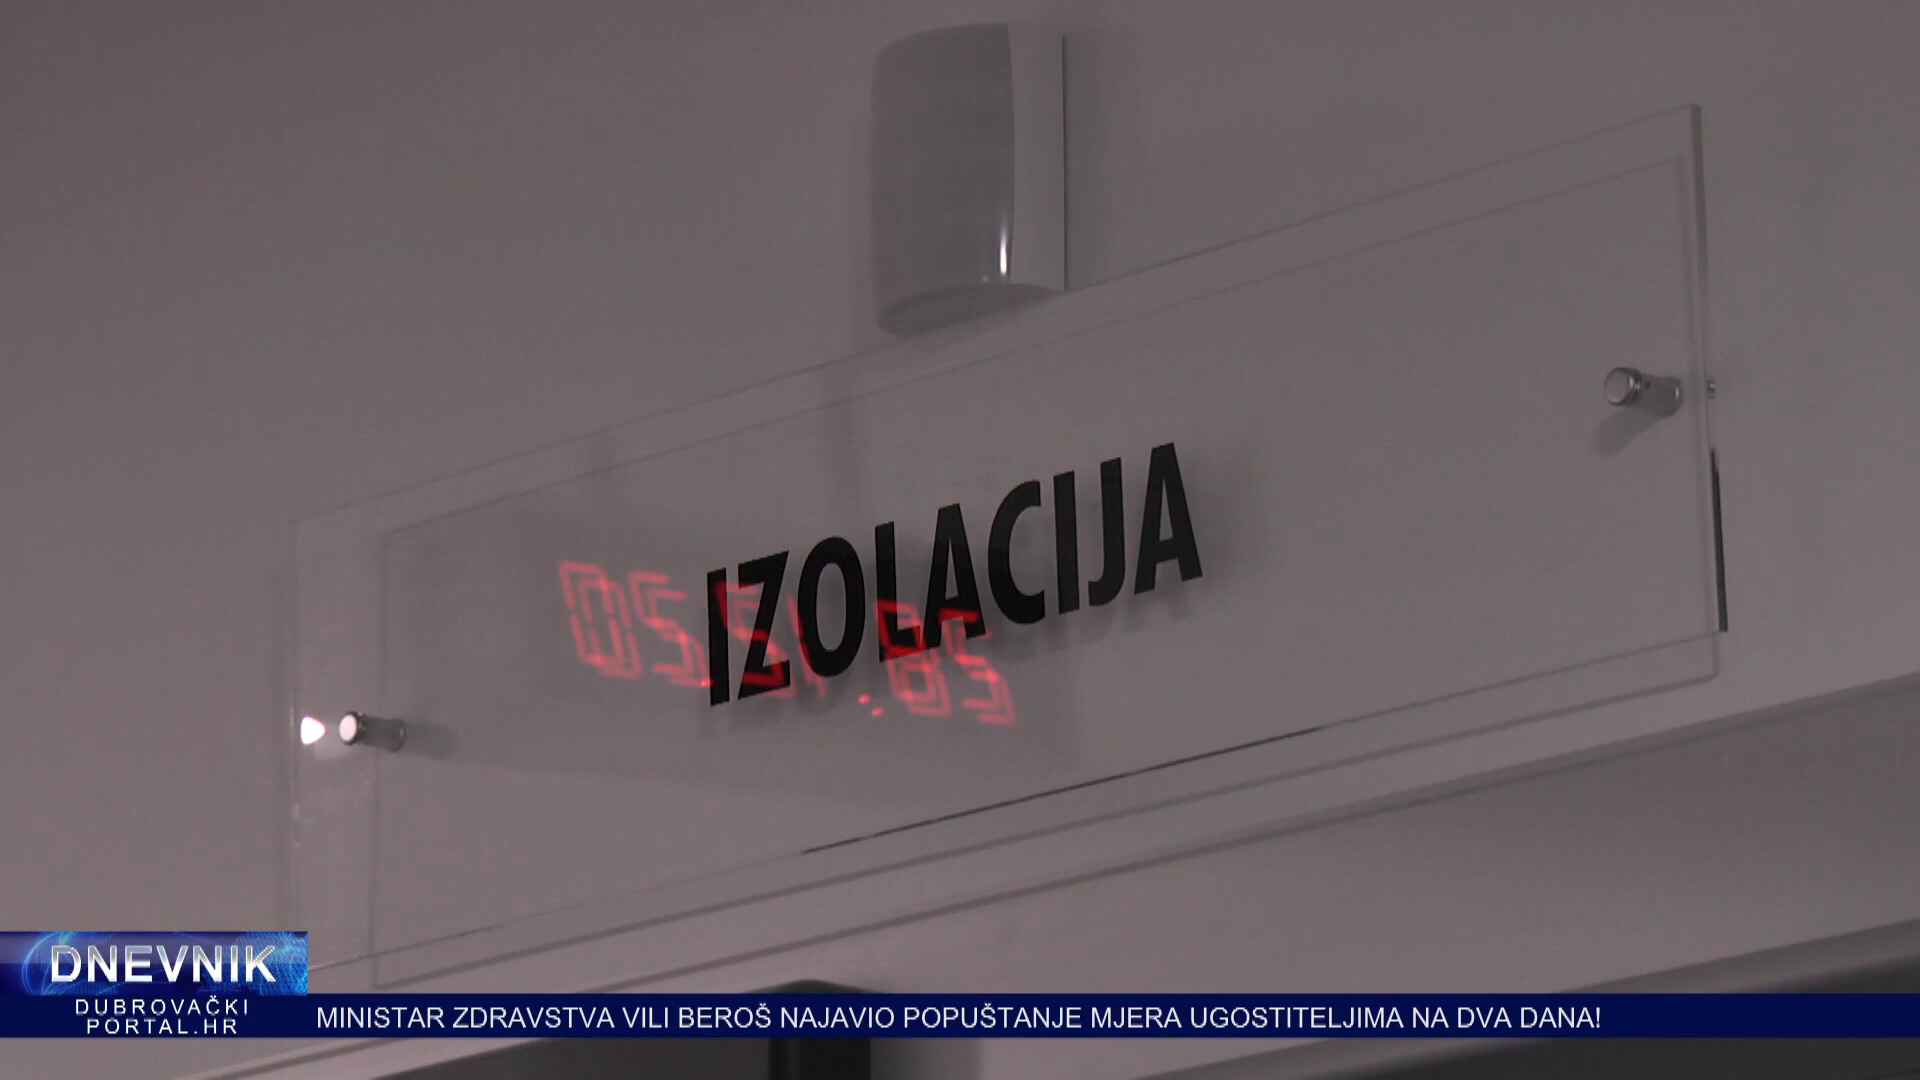 IZOLACIJA
DNEVNIK
DUBROVAČKI
PORTAL.HR
MINISTAR ZDRAVSTVA VILI BEROŠ NAJAVIO POPUŠTANJE MJERA UGOSTITELJIMA NA DVA DANA!